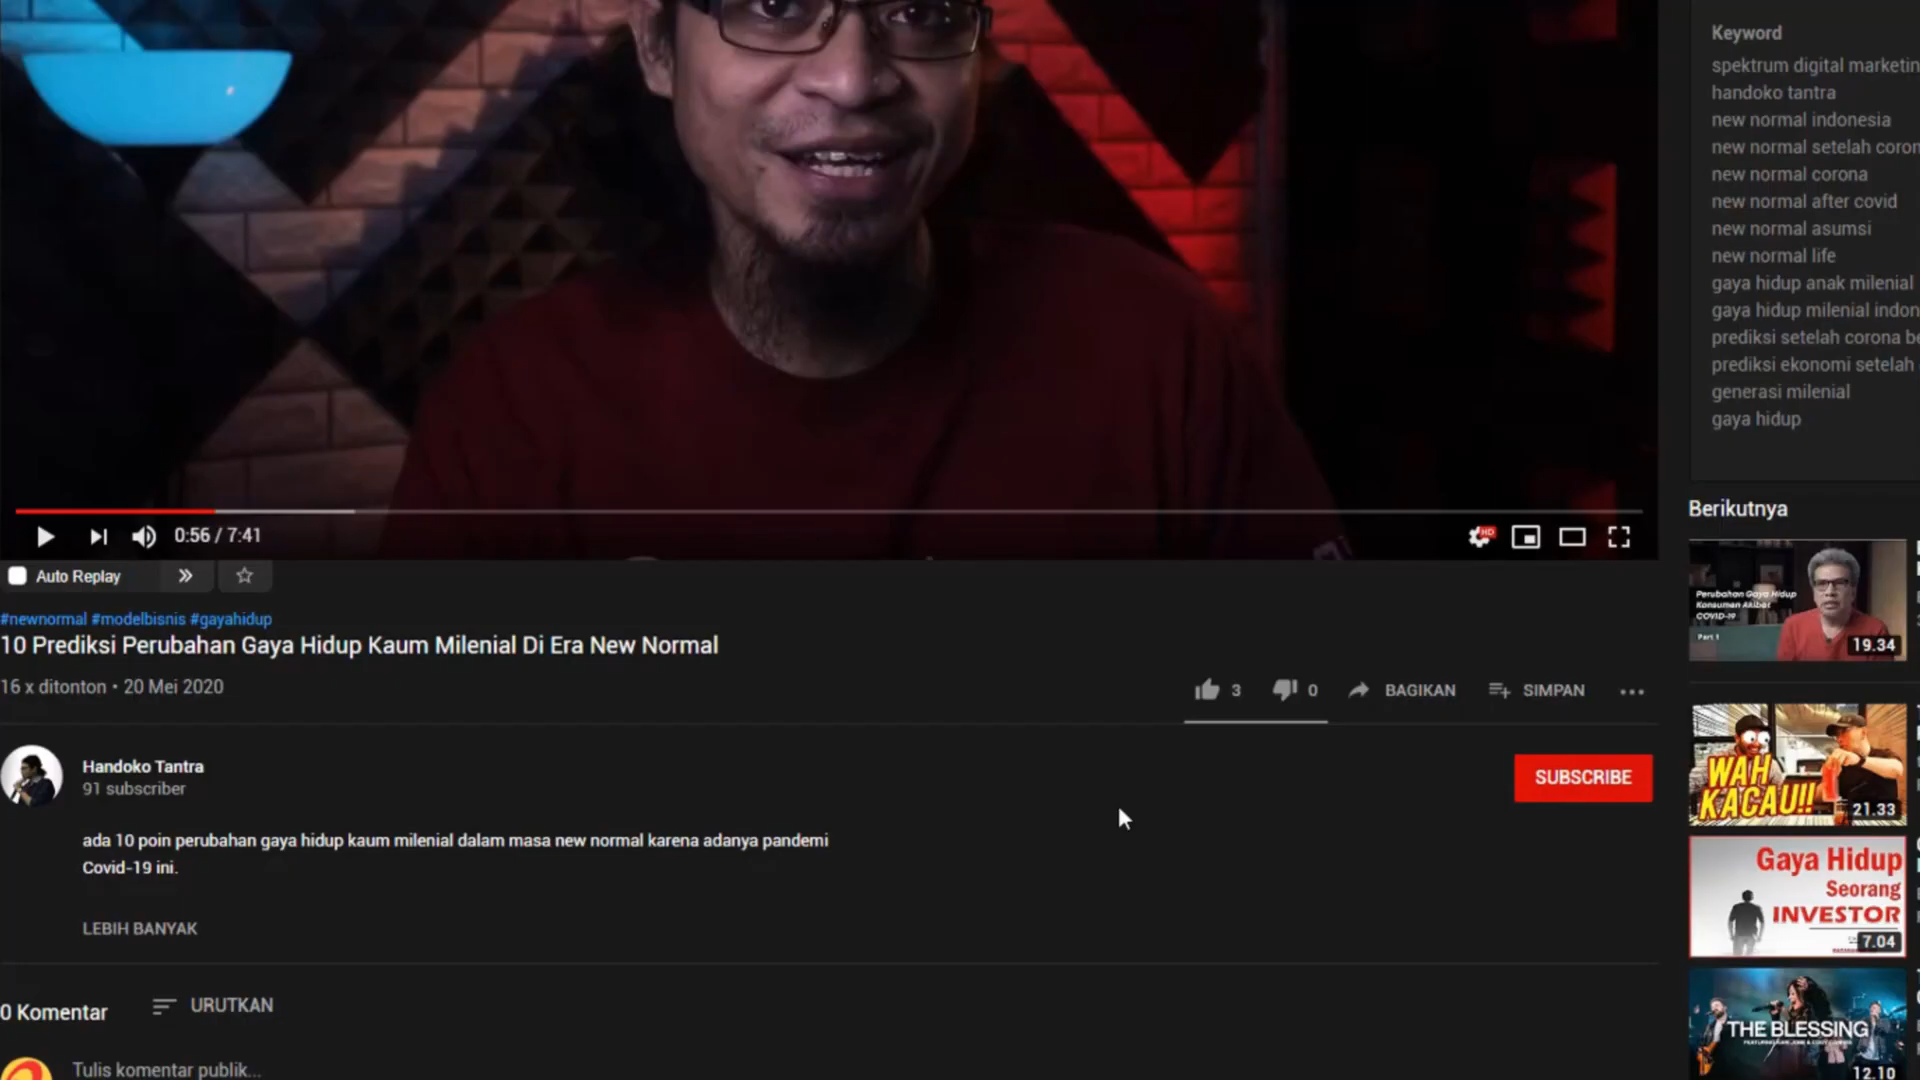 Keyword
spektrum digital marketin
handoko tantra
new normal indonesia
new normal setelah coron
new normal corona
new normal after covid
new normal asumsi
new normal life
gaya hidup anak milenial
gaya hidup milenial indon
prediksi setelah corona be
prediksi ekonomi setelah
generasi milenial
gaya hidup
0:56 / 7:41
HD
Auto Replay
#newnormal #modelbisnis #gayahidup
10 Prediksi Perubahan Gaya Hidup Kaum Milenial Di Era New Normal
16 x ditonton • 20 Mei 2020
3
0
BAGIKAN
SIMPAN
Handoko Tantra
91 subscriber
SUBSCRIBE
ada 10 poin perubahan gaya hidup kaum milenial dalam masa new normal karena adanya pandemi
Covid-19 ini.
LEBIH BANYAK
0 Komentar
URUTKAN
Tulis komentar publik...
Berikutnya
Perubahan Gaya Hidup
Konsumen Akibat
COVID-19
Part 1
19.34
WAH
KACAU!!
21.33
Gaya Hidup
Seorang
INVESTOR
7.04
THE BLESSING
12.10